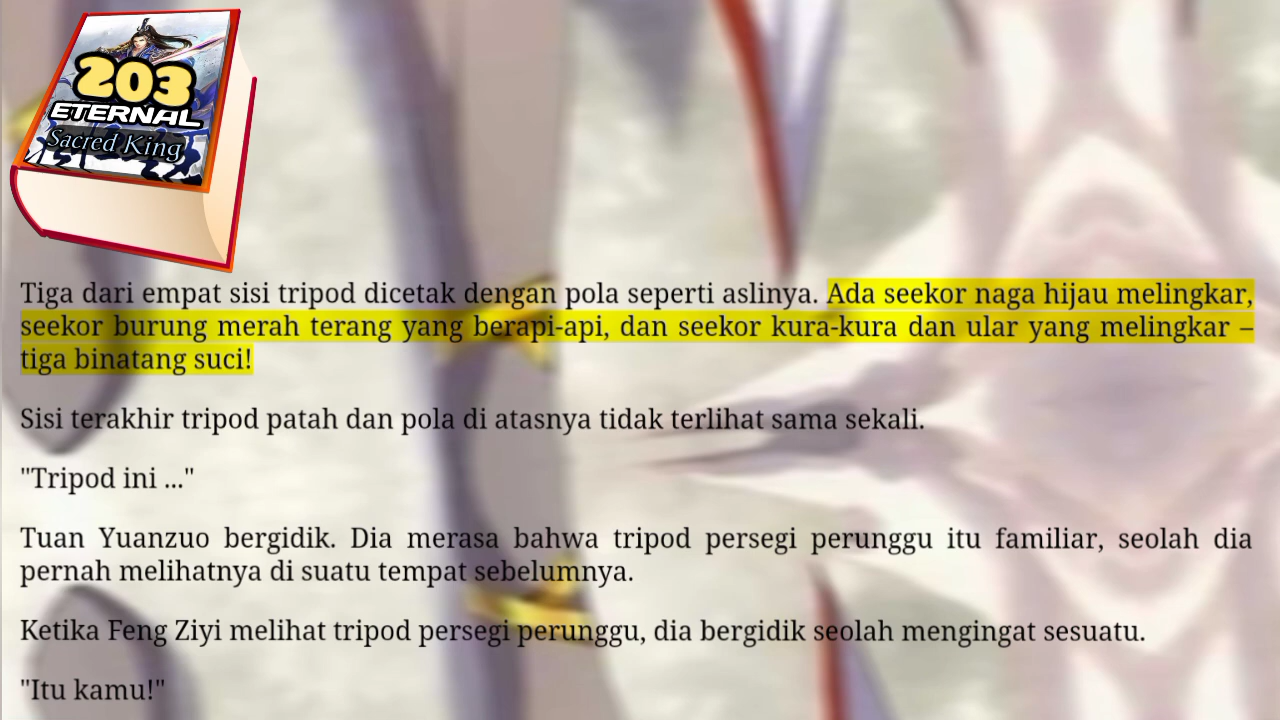 203
ETERNAL
Sacred King
Tiga dari empat sisi tripod dicetak dengan pola seperti aslinya. Ada seekor naga hijau melingkar,
seekor burung merah terang yang berapi-api, dan seekor kura-kura dan ular yang melingkar –
tiga binatang suci!
Sisi terakhir tripod patah dan pola di atasnya tidak terlihat sama sekali.
"Tripod ini ..."
Tuan Yuanzuo bergidik. Dia merasa bahwa tripod persegi perunggu itu familiar, seolah dia
pernah melihatnya di suatu tempat sebelumnya.
Ketika Feng Ziyi melihat tripod persegi perunggu, dia bergidik seolah mengingat sesuatu.
"Itu kamu!"